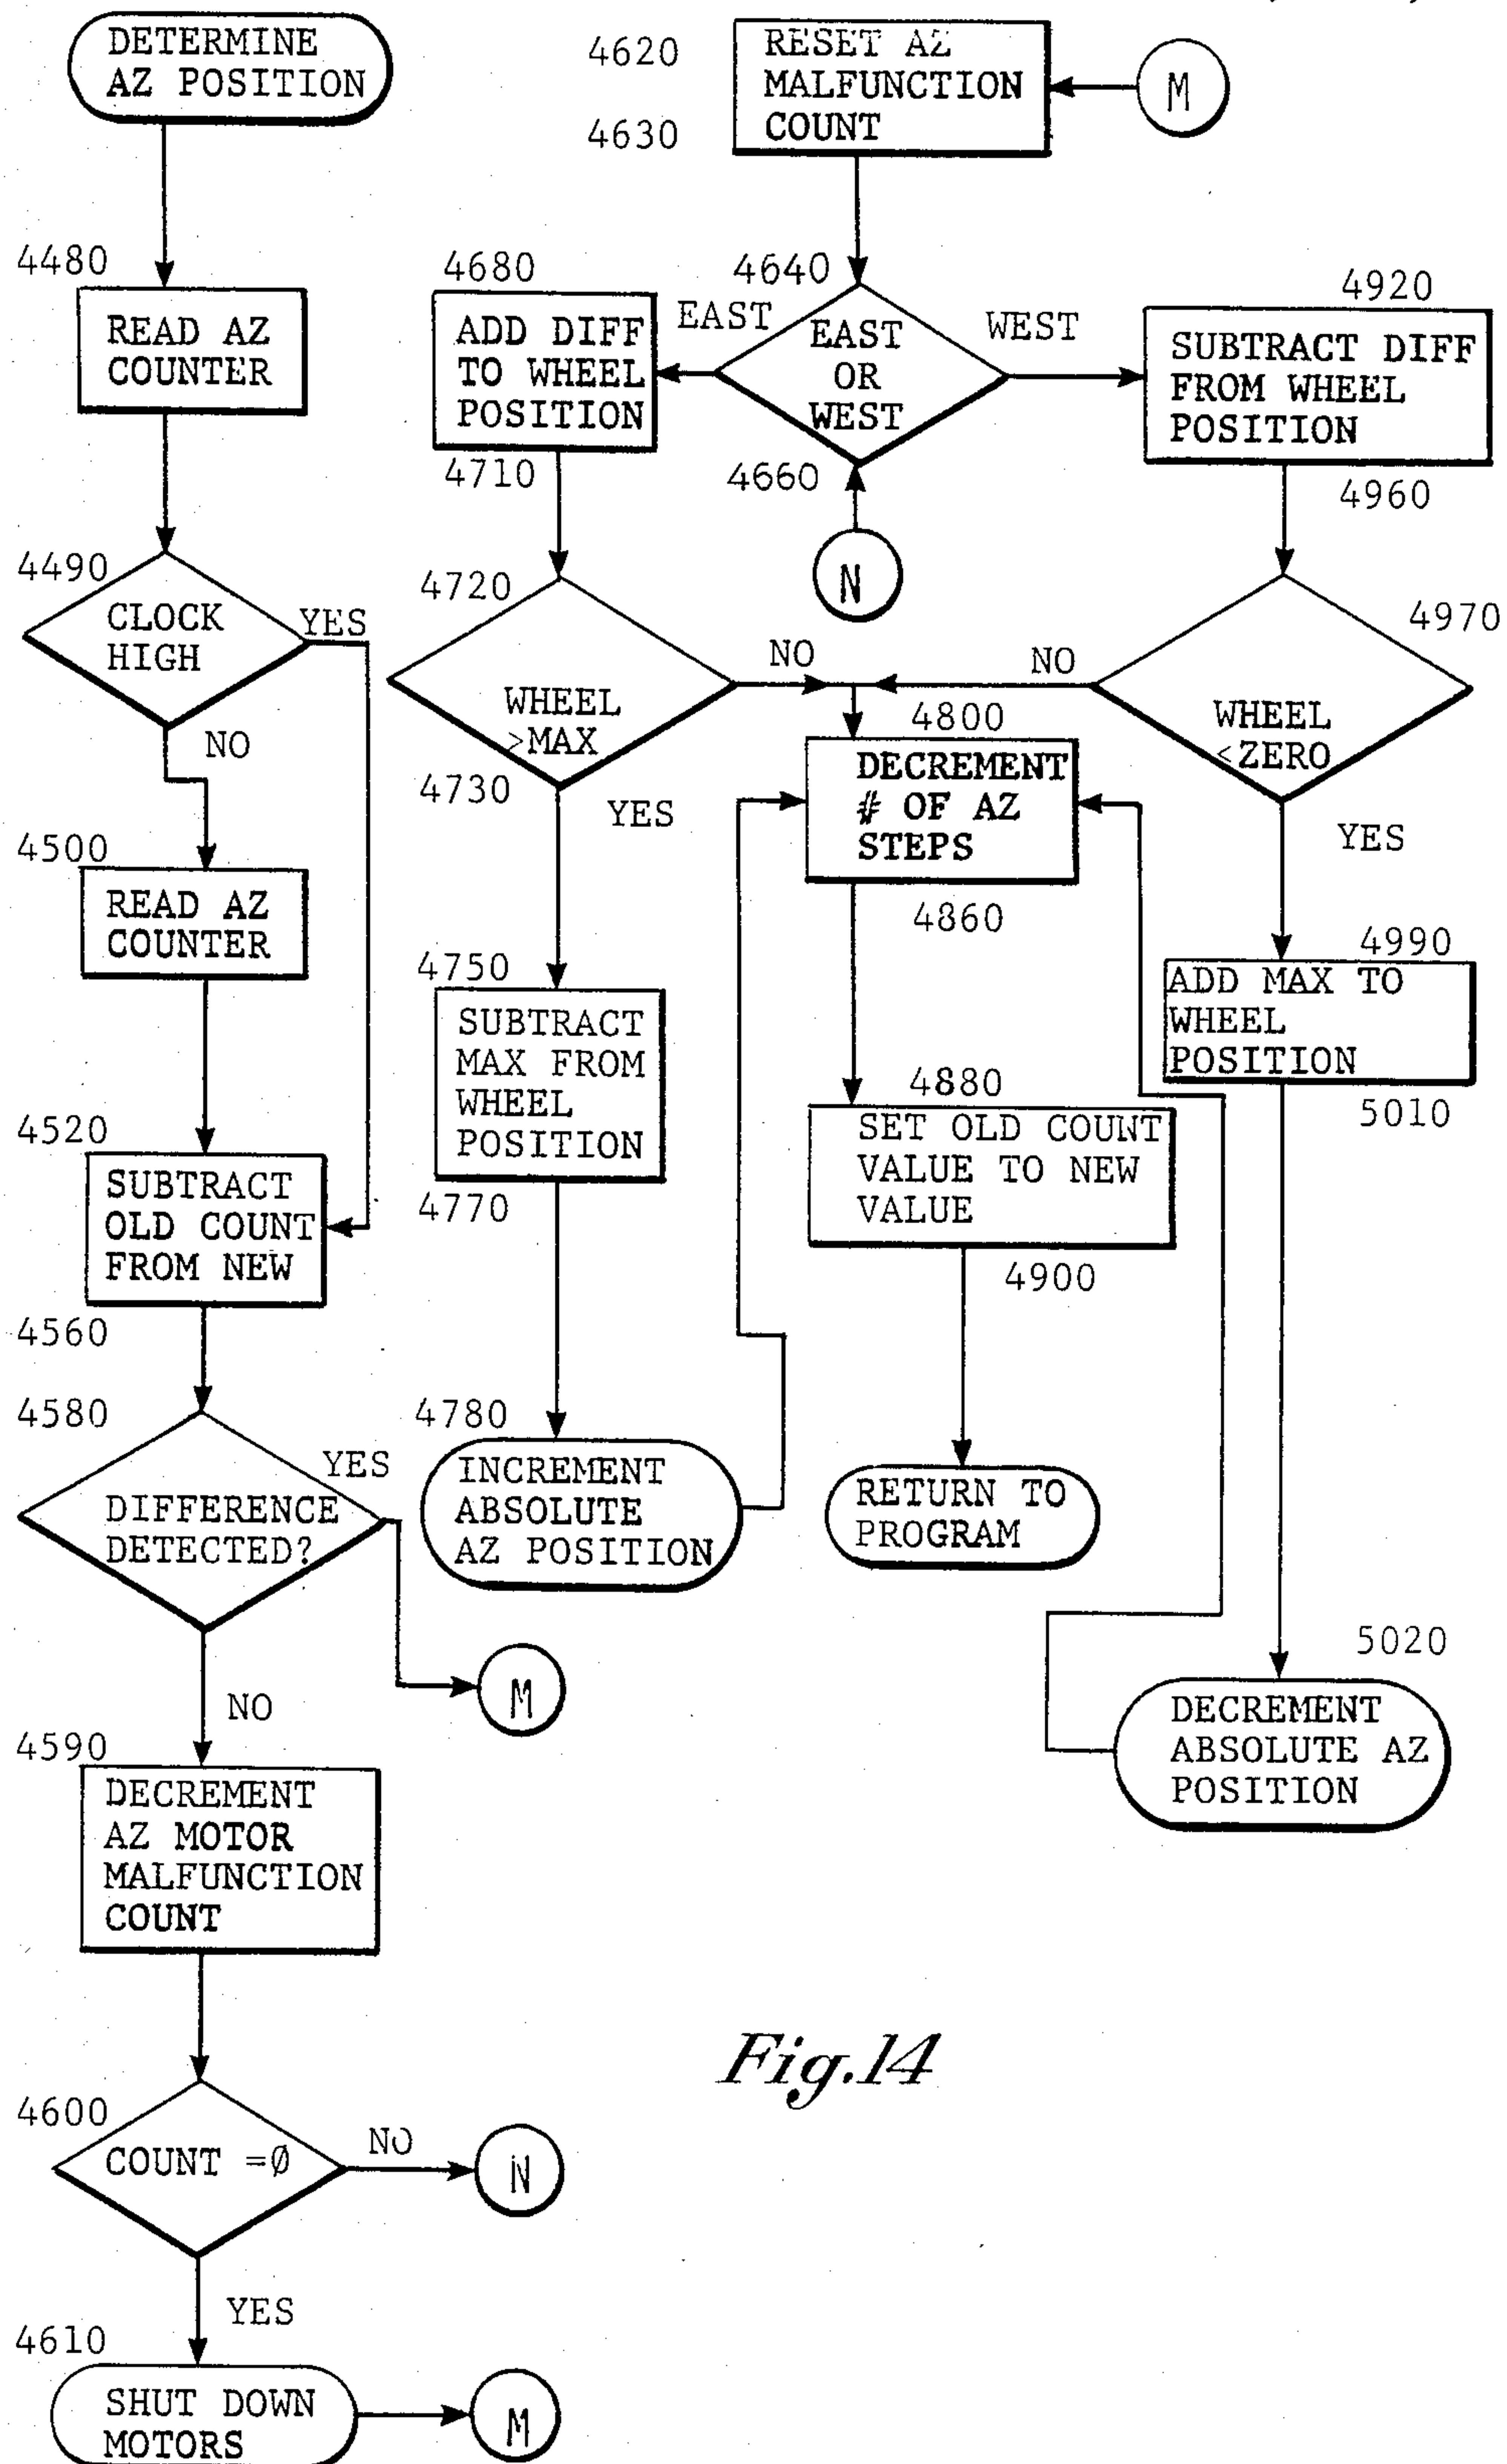 DETERMINE
AZ POSITION
4480
READ AZ
COUNTER
4490
CLOCK
HIGH
YES
NO
4500
READ AZ
COUNTER
4520
SUBTRACT
OLD COUNT
FROM NEW
4560
4580
YES
DIFFERENCE
DETECTED?
M
NO
4590
DECREMENT
AZ MOTOR
MALFUNCTION
COUNT
4600
COUNT =Ø
NO
N
YES
4610
SHUT DOWN
MOTORS
M
4620
RESET AZ
MALFUNCTION
COUNT
4630
M
4640
EAST
OR
WEST
4660
N
EAST
WEST
4680
ADD DIFF
TO WHEEL
POSITION
4710
4720
WHEEL
>MAX
4730
NO
YES
4750
SUBTRACT
MAX FROM
WHEEL
POSITION
4770
4780
INCREMENT
ABSOLUTE
AZ POSITION
4800
DECREMENT
# OF AZ
STEPS
4860
4880
SET OLD COUNT
VALUE TO NEW
VALUE
4900
RETURN TO
PROGRAM
4920
SUBTRACT DIFF
FROM WHEEL
POSITION
4960
4970
WHEEL
<ZERO
NO
YES
4990
ADD MAX TO
WHEEL
POSITION
5010
5020
DECREMENT
ABSOLUTE AZ
POSITION
Fig.14